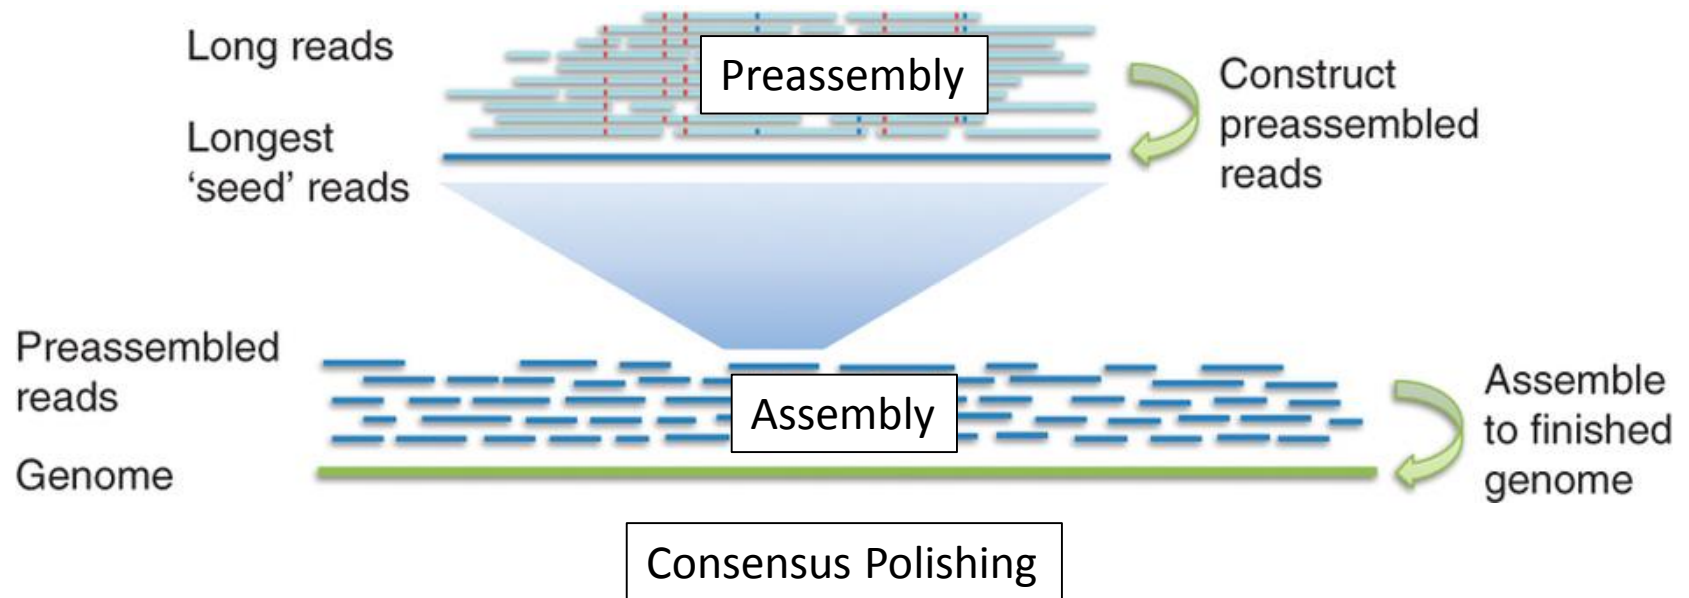 Long reads
Preassembly
Longest
‘seed’ reads
Construct
preassembled
reads
Preassembled
reads
Assembly
Genome
Assemble
to finished
genome
Consensus Polishing